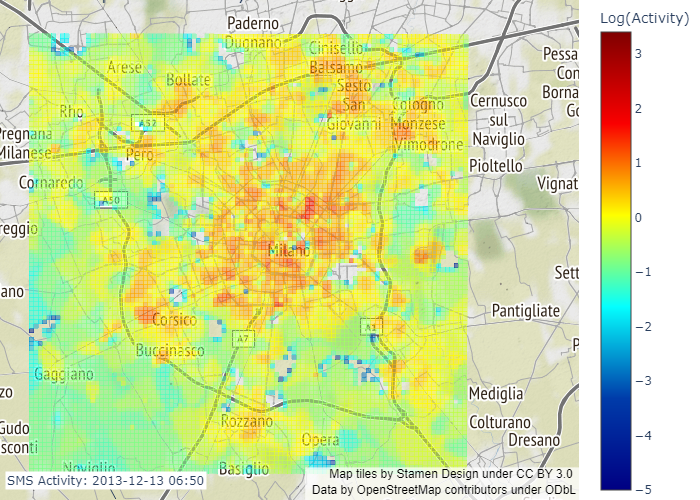 Log(Activity)
Paderno
Dugnano
Cinisello
Balsamo
Arese
Bollate
Sesto
San
Giovanni
Rho
A52
Cologno
Monzese
Vimodrone
Cernusco
sul
Naviglio
Pessa
Con
Borna
Go
Pregnana
Milanese
Pero
Cornaredo
Pioltello
Vignat
A50
reggio
Milano
Sett
ano
Corsico
A7
A1
Pantigliate
P
Buccinasco
Gaggiano
zo
Mediglia
Rozzano
Colturano
Dresano
Gudo
sconti
Opera
Noviglio
Basiglio
3
2
1
0
−1
−2
−3
−4
−5
SMS Activity: 2013-12-13 06:50
Map tiles by Stamen Design under CC BY 3.0
Data by OpenStreetMap contributors under ODbL